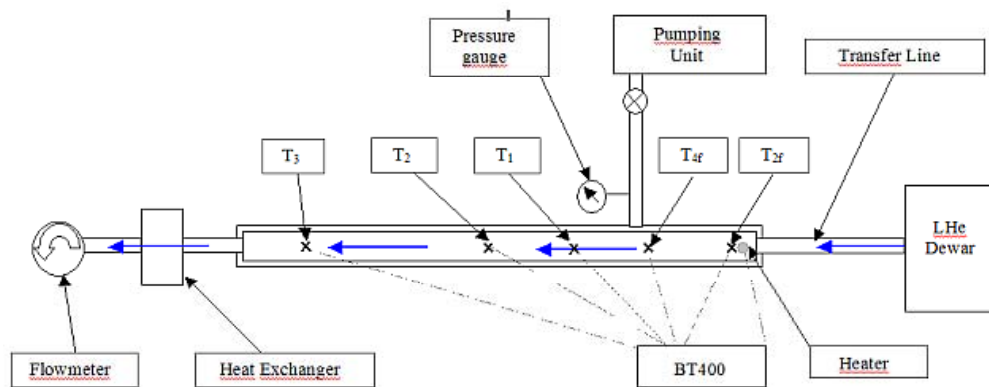 Pressure
gauge
Pumping
Unit
Transfer Line
T₃
T₂
T₁
T₄f
T₂f
LHe
Dewar
Flowmeter
Heat Exchanger
BT400
Heater